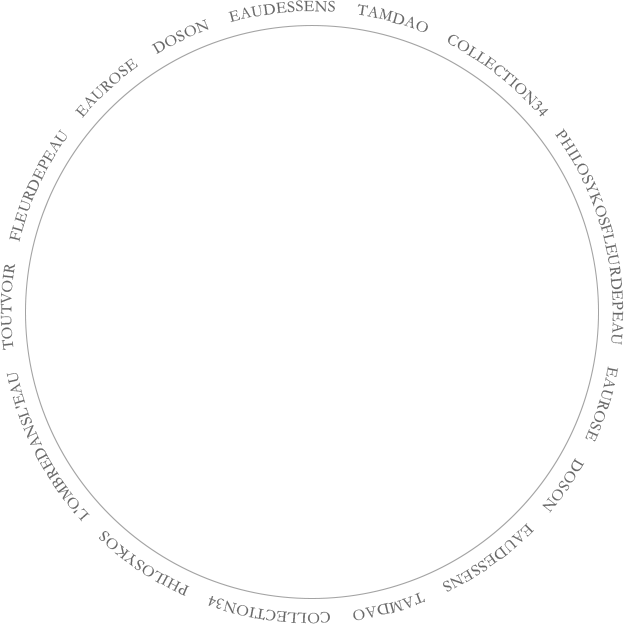 EAUDESSENS
TAMDAO
COLLECTION34
PHILOSYKOSFLEURDEPEAU
EAUROSE
DOSON
EAUDESSENS
TAMDAO
COLLECTION34
PHILOSYKOS
L'OMBREDANSL'EAU
TOUTVOIR
FLEURDEPEAU
EAUROSE
DOSON